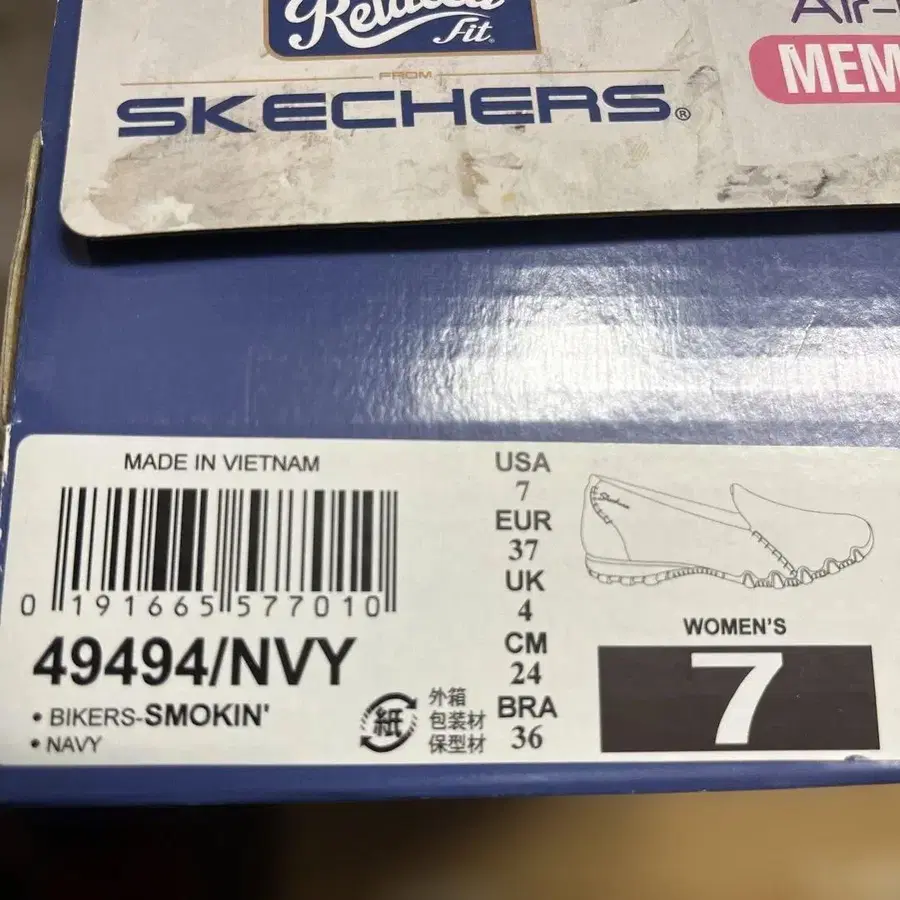 Relaxed
Fit®
FROM
SKECHERS®
MADE IN VIETNAM
0 191665 577010
49494/NVY
• BIKERS-SMOKIN'
• NAVY
紙
外箱
包装材
保型材
USA
7
EUR
37
UK
4
CM
24
BRA
36
WOMEN'S
7